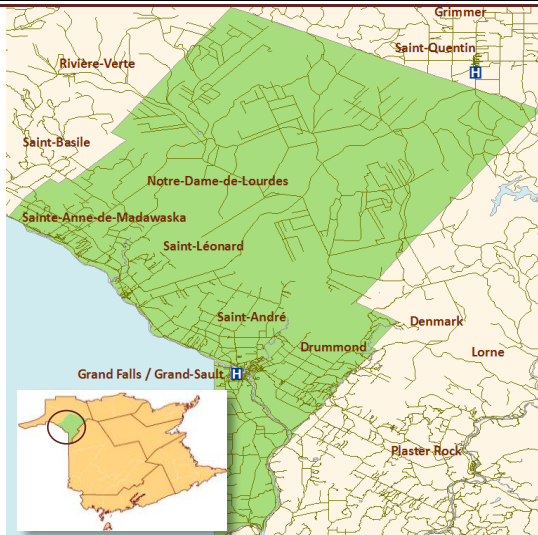 Grimmer
Saint-Quentin
H
Rivière-Verte
Saint-Basile
Notre-Dame-de-Lourdes
Sainte-Anne-de-Madawaska
Saint-Léonard
Saint-André
Denmark
Drummond
Lorne
Grand Falls / Grand-Sault H
Plaster Rock